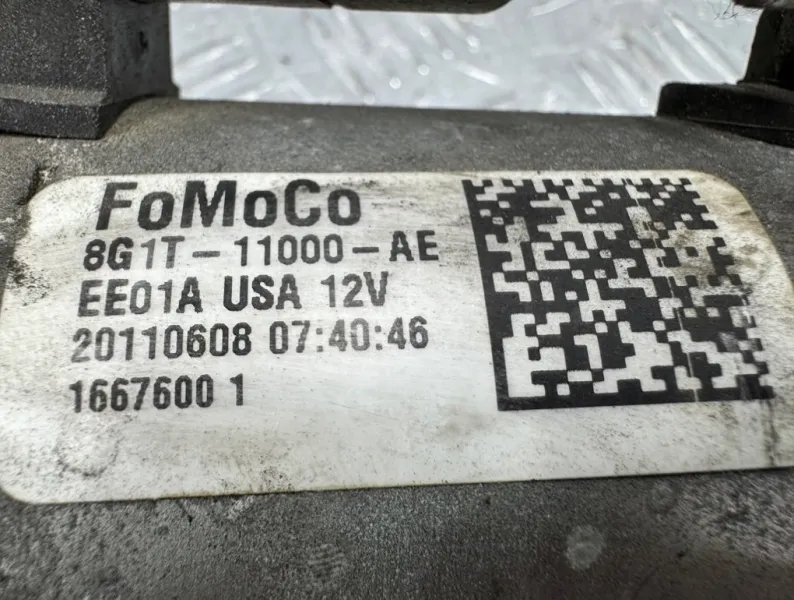 FoMoCo
8G1T-11000-AE
EE01A USA 12V
20110608 07:40:46
1667600 1